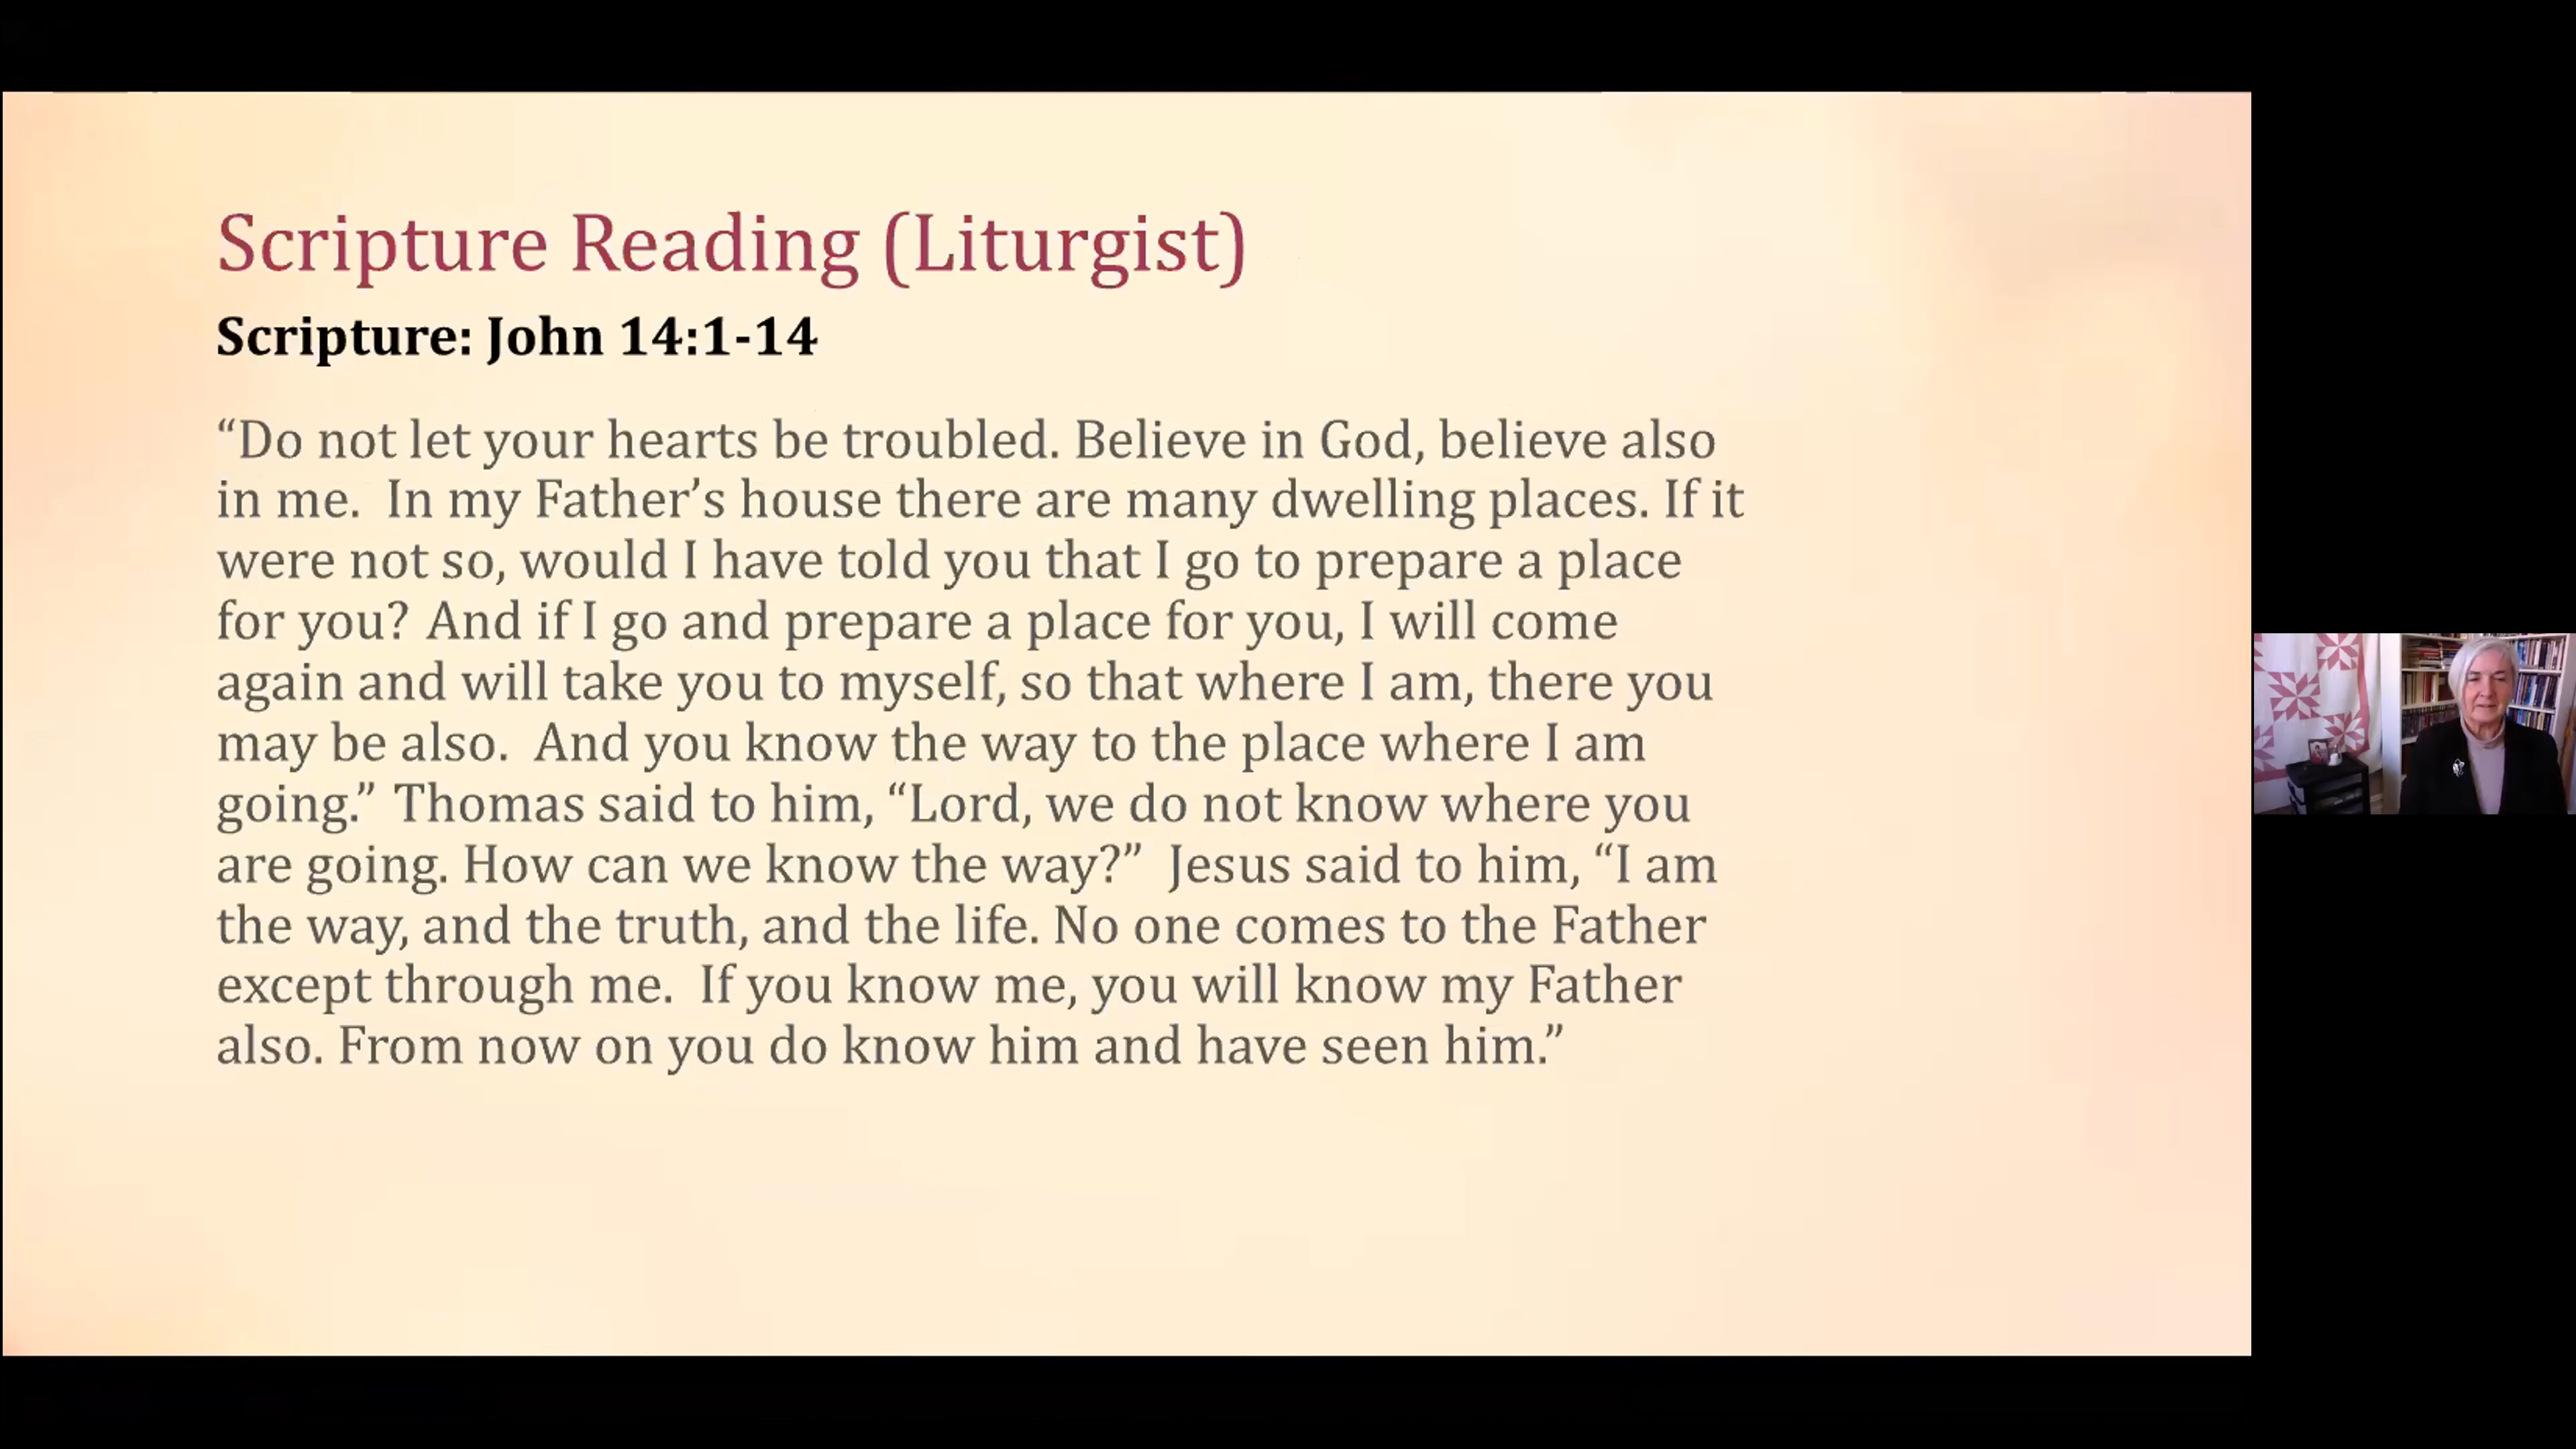 Scripture Reading (Liturgist)
Scripture: John 14:1-14
“Do not let your hearts be troubled. Believe in God, believe also
in me.  In my Father’s house there are many dwelling places. If it
were not so, would I have told you that I go to prepare a place
for you? And if I go and prepare a place for you, I will come
again and will take you to myself, so that where I am, there you
may be also.  And you know the way to the place where I am
going.” Thomas said to him, “Lord, we do not know where you
are going. How can we know the way?”  Jesus said to him, “I am
the way, and the truth, and the life. No one comes to the Father
except through me.  If you know me, you will know my Father
also. From now on you do know him and have seen him.”